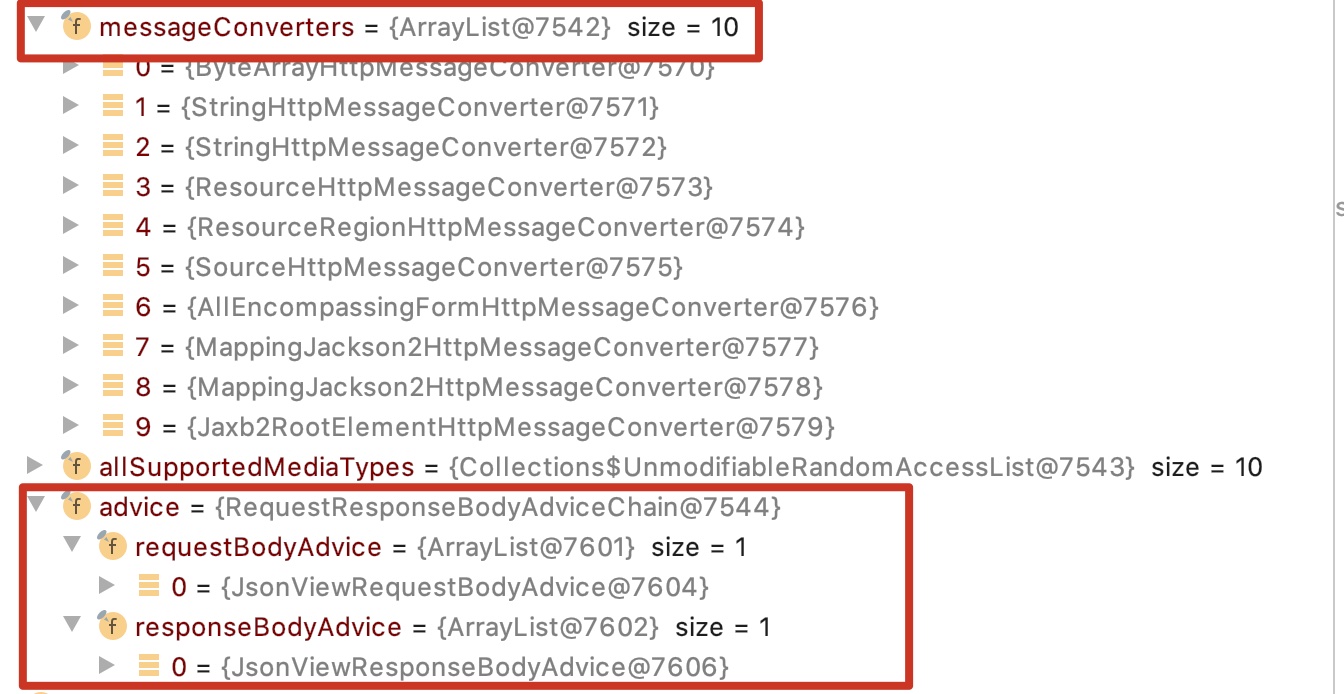 messageConverters = {ArrayList@7542} size = 10
0 = {ByteArrayHttpMessageConverter@7570}
1 = {StringHttpMessageConverter@7571}
2 = {StringHttpMessageConverter@7572}
3 = {ResourceHttpMessageConverter@7573}
4 = {ResourceRegionHttpMessageConverter@7574}
5 = {SourceHttpMessageConverter@7575}
6 = {AllEncompassingFormHttpMessageConverter@7576}
7 = {MappingJackson2HttpMessageConverter@7577}
8 = {MappingJackson2HttpMessageConverter@7578}
9 = {Jaxb2RootElementHttpMessageConverter@7579}
allSupportedMediaTypes = {Collections$UnmodifiableRandomAccessList@7543} size = 10
advice = {RequestResponseBodyAdviceChain@7544}
requestBodyAdvice = {ArrayList@7601} size = 1
0 = {JsonViewRequestBodyAdvice@7604}
responseBodyAdvice = {ArrayList@7602} size = 1
0 = {JsonViewResponseBodyAdvice@7606}